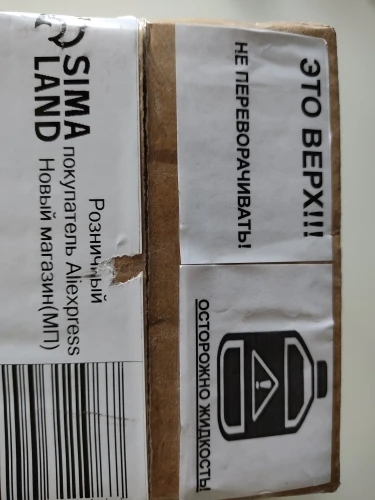 ЭТО ВЕРХ!!!
НЕ ПЕРЕВОРАЧИВАТЬ!
ОСТОРОЖНО ЖИДКОСТЬ!
SIMA
LAND
Розничный
покупатель Aliexpress
Новый магазин(МП)